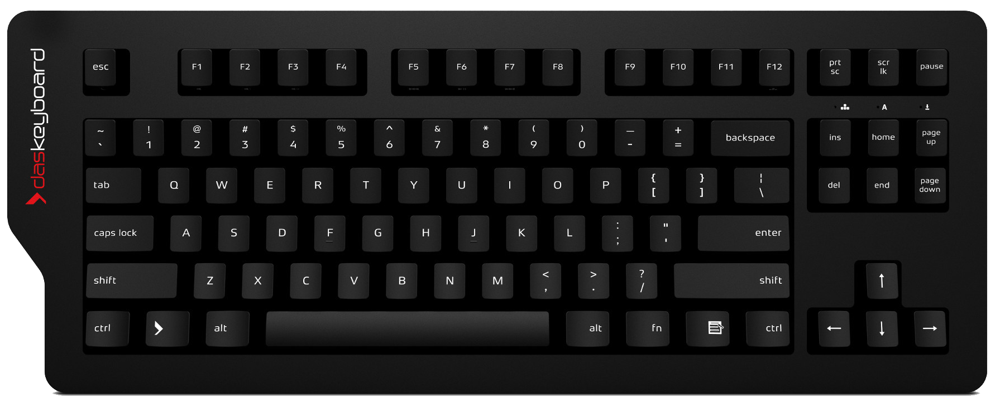 daskeyboard
esc F1 F2 F3 F4 F5 F6 F7 F8 F9 F10 F11 F12 prt sc scr lk pause
A
~ ! @ # $ % ^ & * ( ) _ +
` 1 2 3 4 5 6 7 8 9 0 - = backspace ins home page up
tab Q W E R T Y U I O P { [ } ] ¦ \ del end page down
caps lock A S D F G H J K L : ; " ' enter
shift Z X C V B N M < , > . ? / shift ↑
ctrl alt alt fn ctrl ← ↓ →